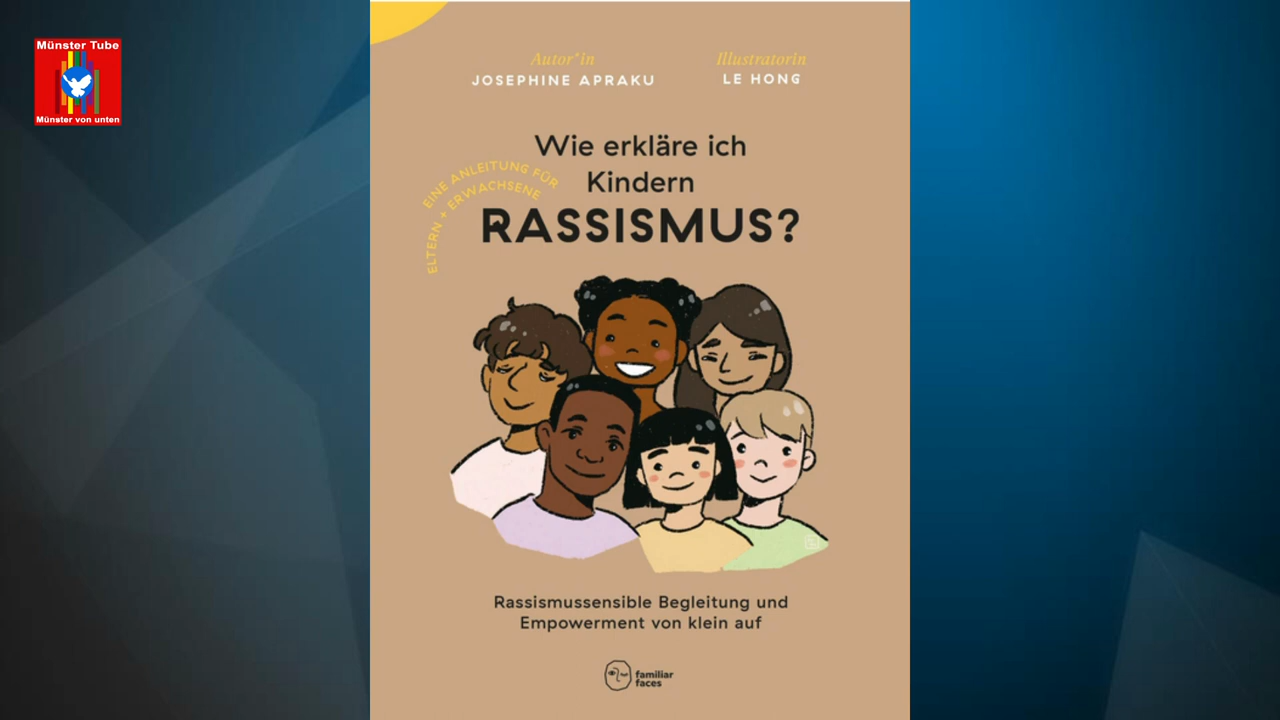 Münster Tube
Münster von unten
Autor*in
JOSEPHINE APRAKU
Illustratorin
LE HONG
EINE ANLEITUNG FÜR
ELTERN + ERWACHSENE
Wie erkläre ich
Kindern
RASSISMUS?
Rassismussensible Begleitung und
Empowerment von klein auf
familiar
faces